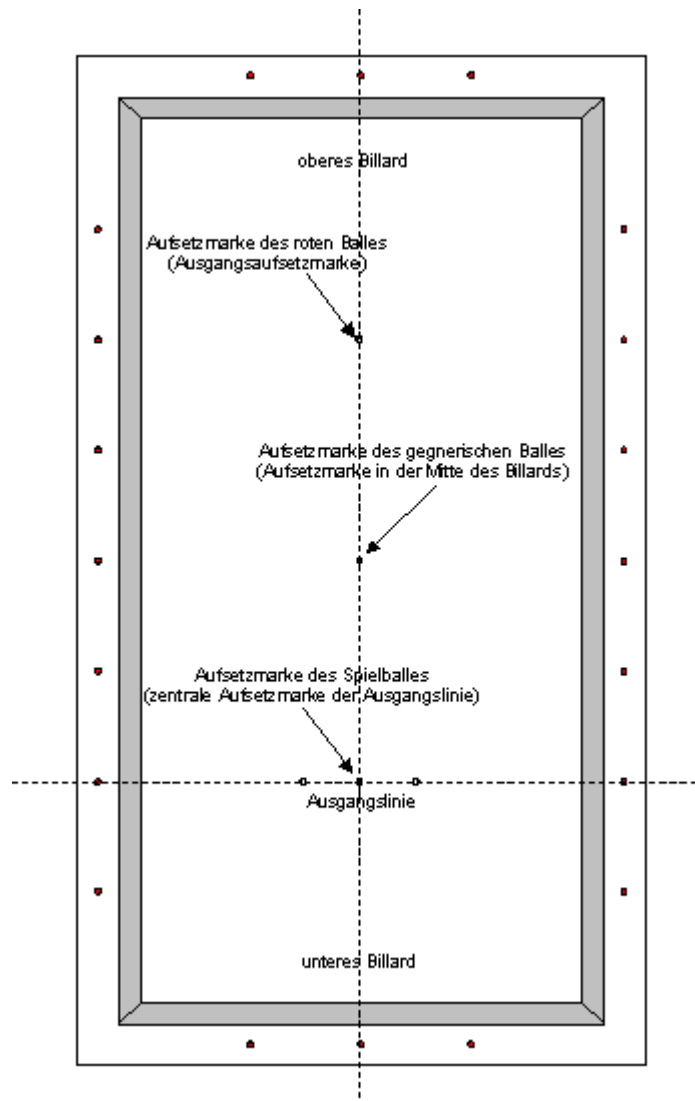 oberes Billard
Aufsetzmarke des roten Balles
(Ausgangsaufsetzmarke)
Aufsetzmarke des gegnerischen Balles
(Aufsetzmarke in der Mitte des Billards)
Aufsetzmarke des Spielballes
(zentrale Aufsetzmarke der Ausgangslinie)
Ausgangslinie
unteres Billard